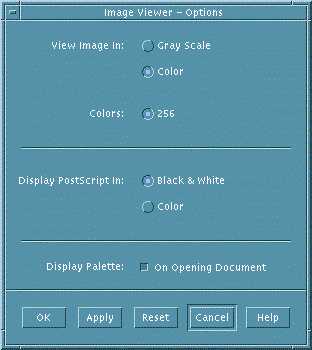 Image Viewer – Options
View Image In: Gray Scale
Color
Colors: 256
Display PostScript In: Black & White
Color
Display Palette: On Opening Document
OK Apply Reset Cancel Help